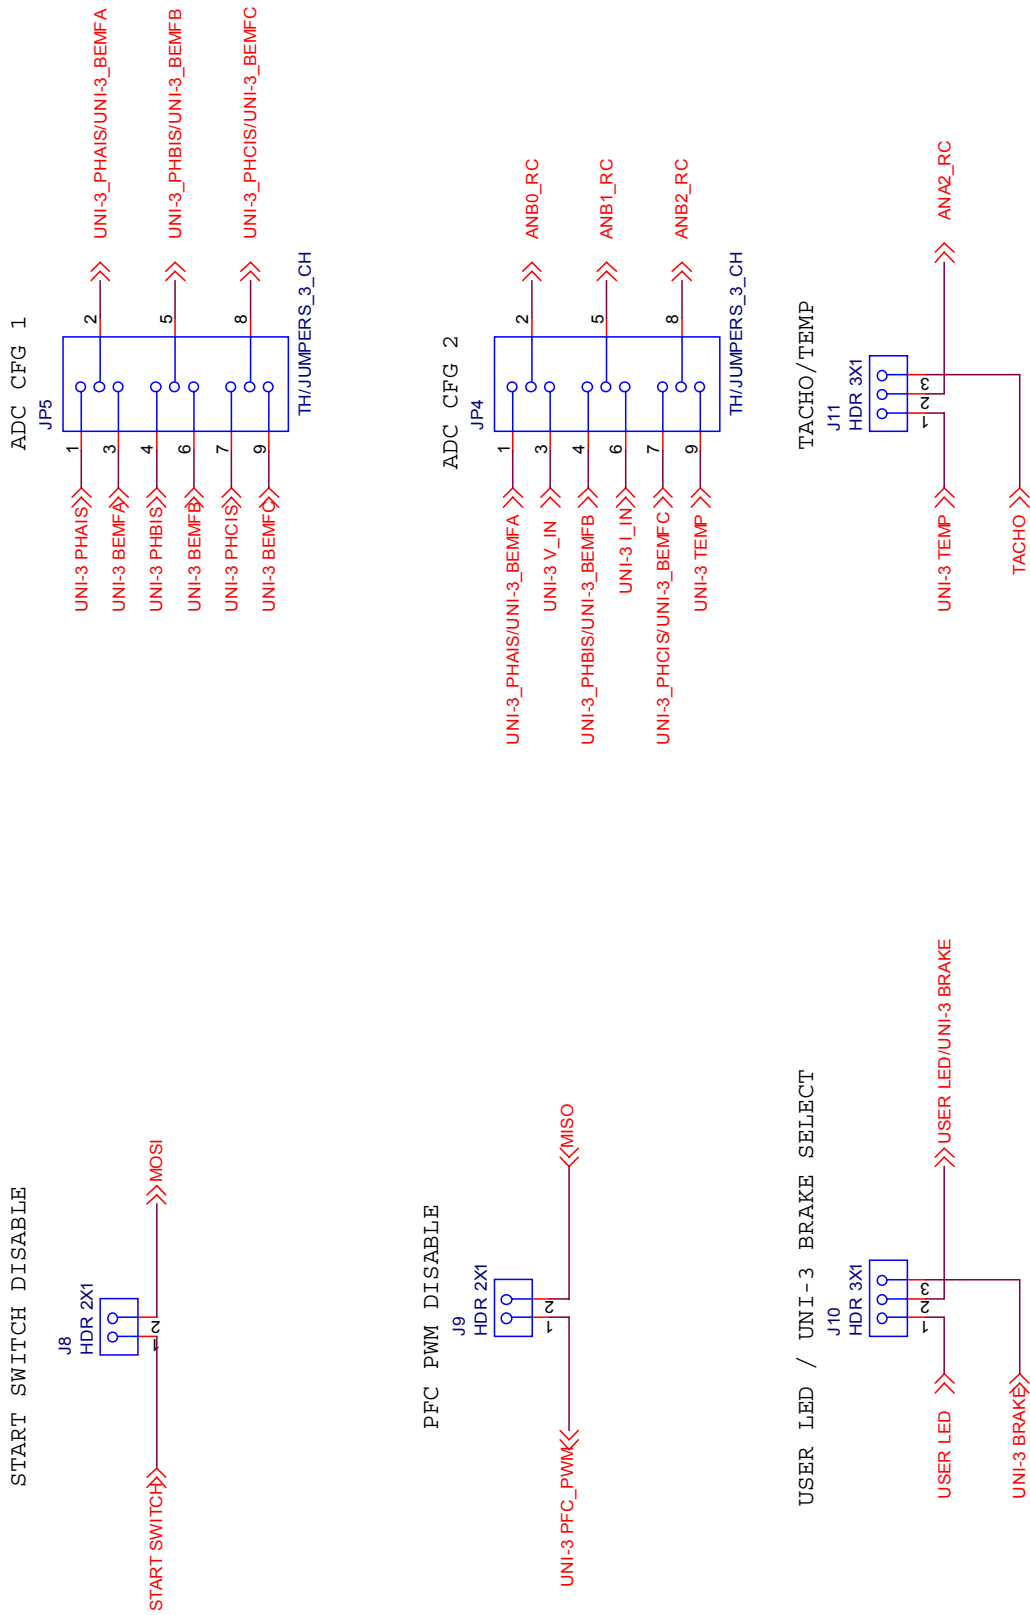 START SWITCH DISABLE
J8
HDR 2X1
1
2
START SWITCH
MOSI
PFC PWM DISABLE
J9
HDR 2X1
1
2
UNI-3 PFC_PWM
MISO
USER LED / UNI-3 BRAKE SELECT
J10
HDR 3X1
1
2
3
USER LED
USER LED/UNI-3 BRAKE
UNI-3 BRAKE
ADC CFG 1
JP5
UNI-3 PHAIS
1
2
UNI-3_PHAIS/UNI-3_BEMFA
UNI-3 BEMFA
3
UNI-3 PHBIS
4
5
UNI-3_PHBIS/UNI-3_BEMFB
UNI-3 BEMFB
6
UNI-3 PHCIS
7
8
UNI-3_PHCIS/UNI-3_BEMFC
UNI-3 BEMFC
9
TH/JUMPERS_3_CH
ADC CFG 2
JP4
UNI-3_PHAIS/UNI-3_BEMFA
1
2
ANB0_RC
UNI-3 V_IN
3
UNI-3_PHBIS/UNI-3_BEMFB
4
5
ANB1_RC
UNI-3 I_IN
6
UNI-3_PHCIS/UNI-3_BEMFC
7
8
ANB2_RC
UNI-3 TEMP
9
TH/JUMPERS_3_CH
TACHO/TEMP
J11
HDR 3X1
1
2
3
UNI-3 TEMP
ANA2_RC
TACHO